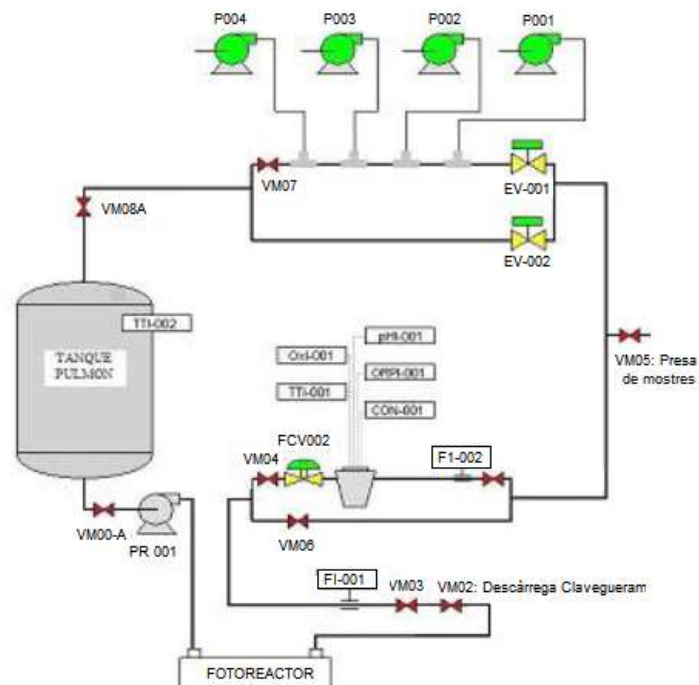 P004
P003
P002
P001
VM07
EV-001
VM08A
EV-002
TTI-002
TANQUE
PULMON
pHI-001
OXI-001
ORPI-001
TTI-001
CON-001
VM05: Presa
de mostres
FCV002
VM04
F1-002
VM00-A
PR 001
VM06
FI-001
VM03
VM02: Descàrrega Clavegueram
FOTOREACTOR